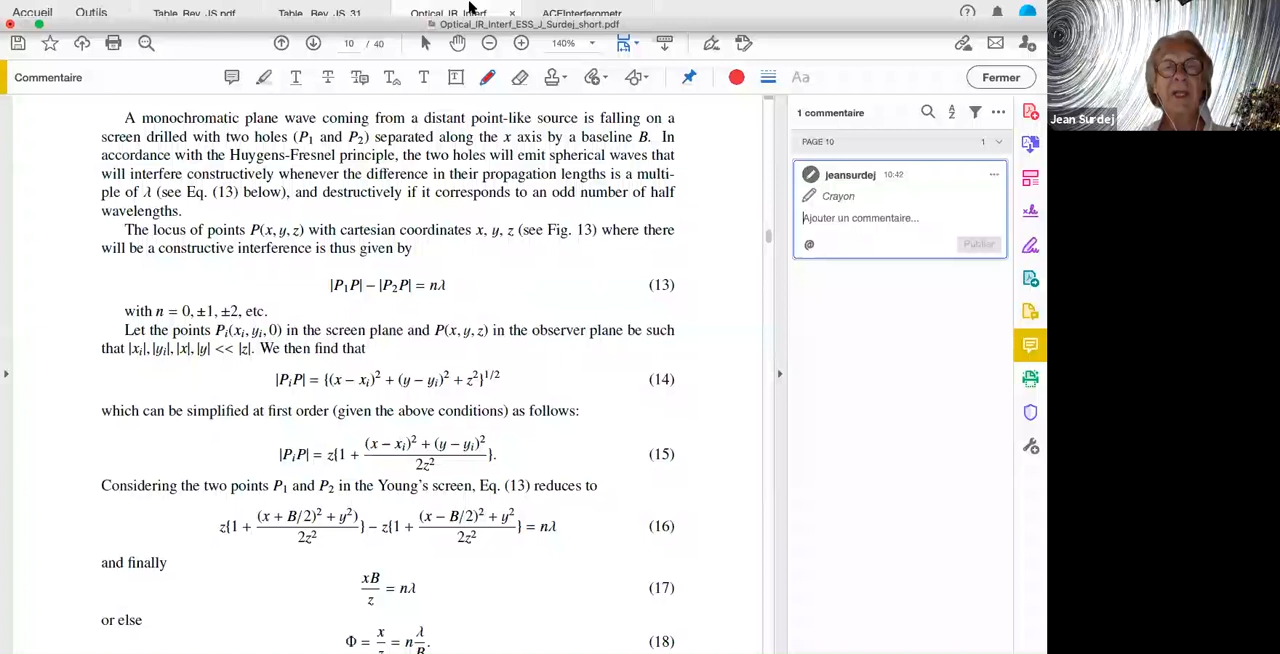 Accueil Outils Table_Rev_JS.pdf Table_Rev_JS_31... Optical_IR_Interf... × ACFInterferometr...
Optical_IR_Interf_ESS_J_Surdej_short.pdf
10 / 40 140%
Commentaire Aa Fermer
A monochromatic plane wave coming from a distant point-like source is falling on a
screen drilled with two holes (P₁ and P₂) separated along the x axis by a baseline B. In
accordance with the Huygens-Fresnel principle, the two holes will emit spherical waves that
will interfere constructively whenever the difference in their propagation lengths is a multi-
ple of λ (see Eq. (13) below), and destructively if it corresponds to an odd number of half
wavelengths.
The locus of points P(x, y, z) with cartesian coordinates x, y, z (see Fig. 13) where there
will be a constructive interference is thus given by
|P₁P| − |P₂P| = nλ (13)
with n = 0, ±1, ±2, etc.
Let the points Pᵢ(xᵢ, yᵢ, 0) in the screen plane and P(x, y, z) in the observer plane be such
that |xᵢ|, |yᵢ|, |x|, |y| << |z|. We then find that
|PᵢP| = {(x − xᵢ)² + (y − yᵢ)² + z²}^1/2 (14)
which can be simplified at first order (given the above conditions) as follows:
|PᵢP| = z{1 + (x − xᵢ)² + (y − yᵢ)² / 2z²}. (15)
Considering the two points P₁ and P₂ in the Young's screen, Eq. (13) reduces to
z{1 + (x + B/2)² + y²) / 2z²} − z{1 + (x − B/2)² + y² / 2z²} = nλ (16)
and finally
xB / z = nλ (17)
or else
Φ = x / z = n λ / B. (18)
1 commentaire
PAGE 10 1
jeansurdej 10:42
Crayon
Ajouter un commentaire...
@ Publier
Jean Surdej